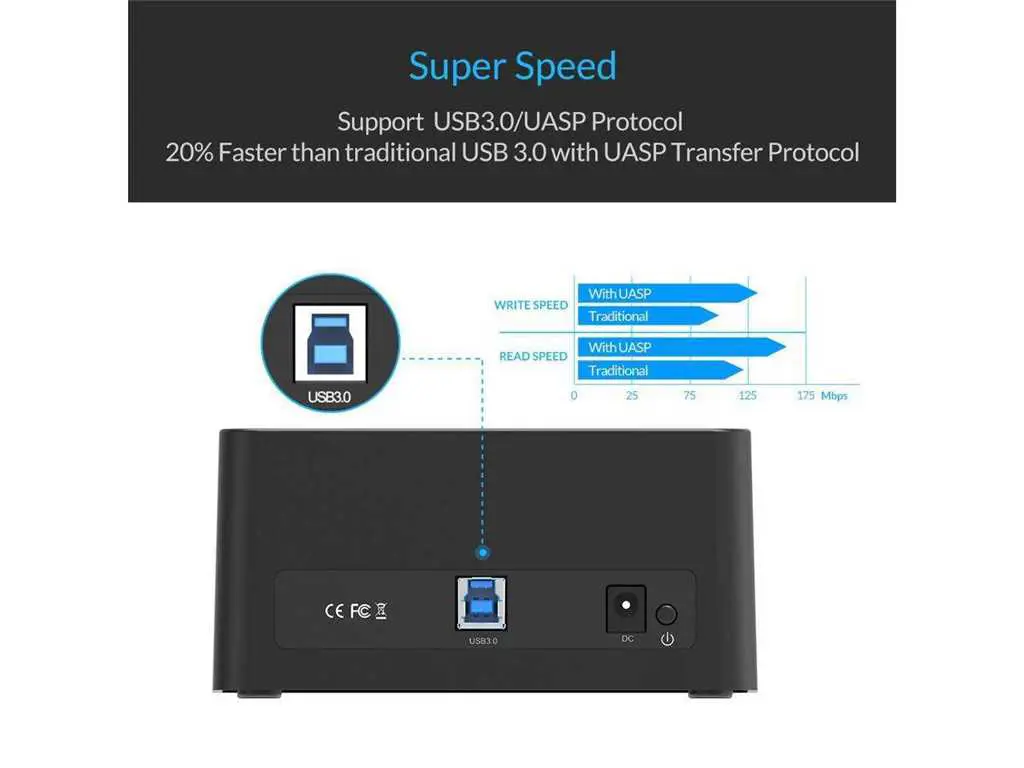 Super Speed
Support USB3.0/UASP Protocol
20% Faster than traditional USB 3.0 with UASP Transfer Protocol
USB3.0
WRITE SPEED
With UASP
Traditional
READ SPEED
With UASP
Traditional
0 25 75 125 175 Mbps
CE FC
USB3.0
DC